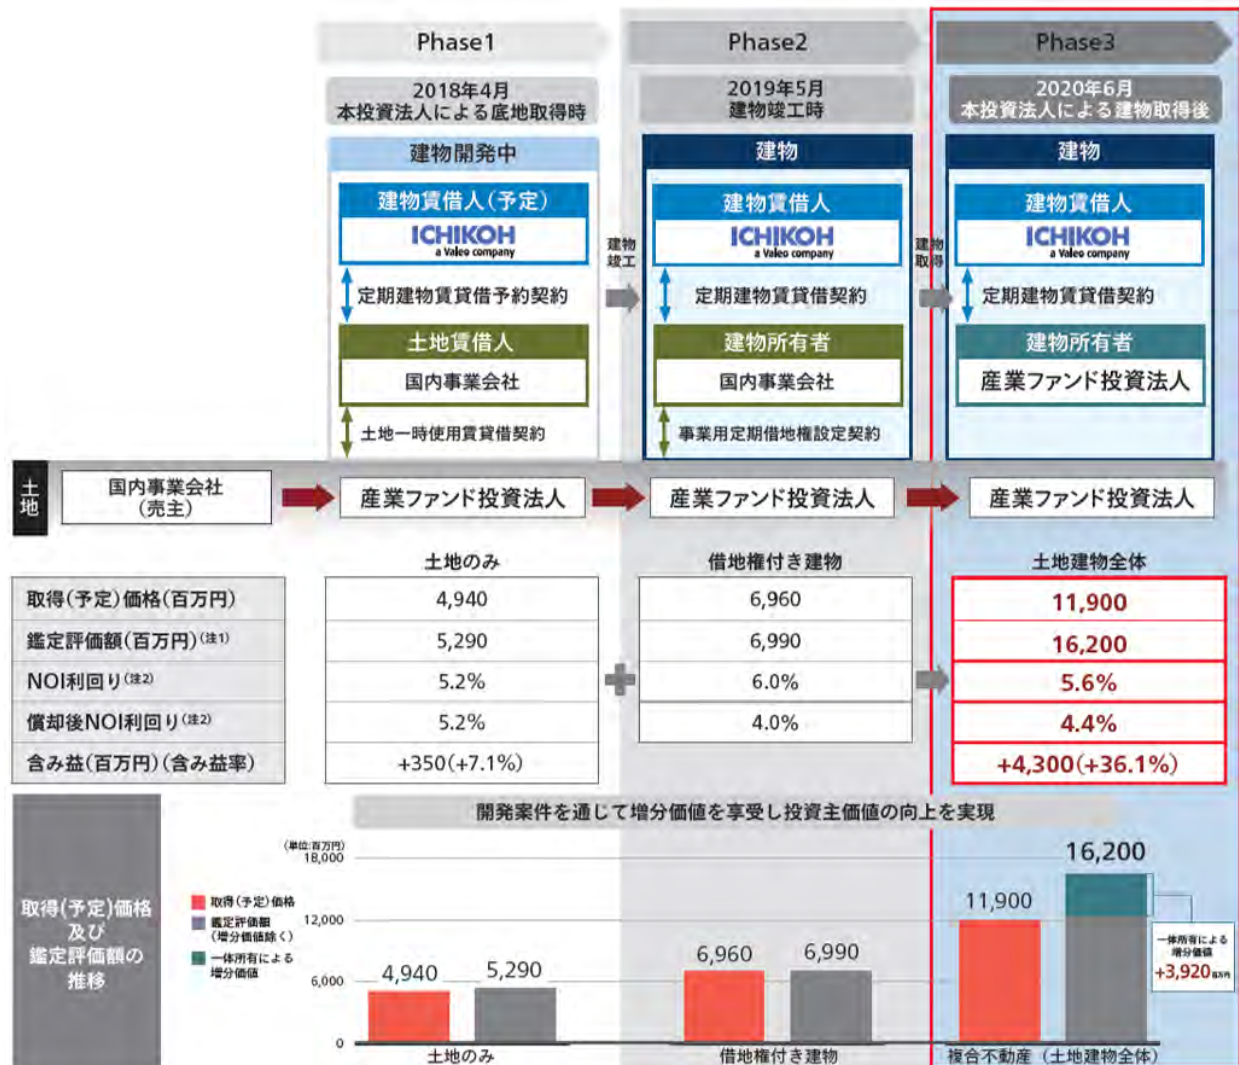 Phase1
Phase2
Phase3
2018年4月
本投資法人による底地取得時
2019年5月
建物竣工時
2020年6月
本投資法人による建物取得後
建物開発中
建物
建物
建物賃借人(予定)
ICHIKOH
a Valeo company
建物賃借人
ICHIKOH
a Valeo company
建物賃借人
ICHIKOH
a Valeo company
建物
竣工
建物
取得
定期建物賃貸借予約契約
定期建物賃貸借契約
定期建物賃貸借契約
土地賃借人
国内事業会社
建物所有者
国内事業会社
建物所有者
産業ファンド投資法人
土地一時使用賃貸借契約
事業用定期借地権設定契約
土地
国内事業会社
(売主)
産業ファンド投資法人
産業ファンド投資法人
産業ファンド投資法人
土地のみ
借地権付き建物
土地建物全体
取得(予定)価格(百万円)
4,940
6,960
11,900
鑑定評価額(百万円)(注1)
5,290
6,990
16,200
NOI利回り(注2)
5.2%
6.0%
5.6%
償却後NOI利回り(注2)
5.2%
4.0%
4.4%
含み益(百万円)(含み益率)
+350(+7.1%)
+4,300(+36.1%)
開発案件を通じて増分価値を享受し投資主価値の向上を実現
取得(予定)価格
及び
鑑定評価額の
推移
取得(予定)価格
鑑定評価額
(増分価値除く)
一体所有による
増分価値
(単位:百万円)
18,000
12,000
6,000
0
4,940
5,290
6,960
6,990
11,900
16,200
一体所有による
増分価値
+3,920百万円
土地のみ
借地権付き建物
複合不動産(土地建物全体)